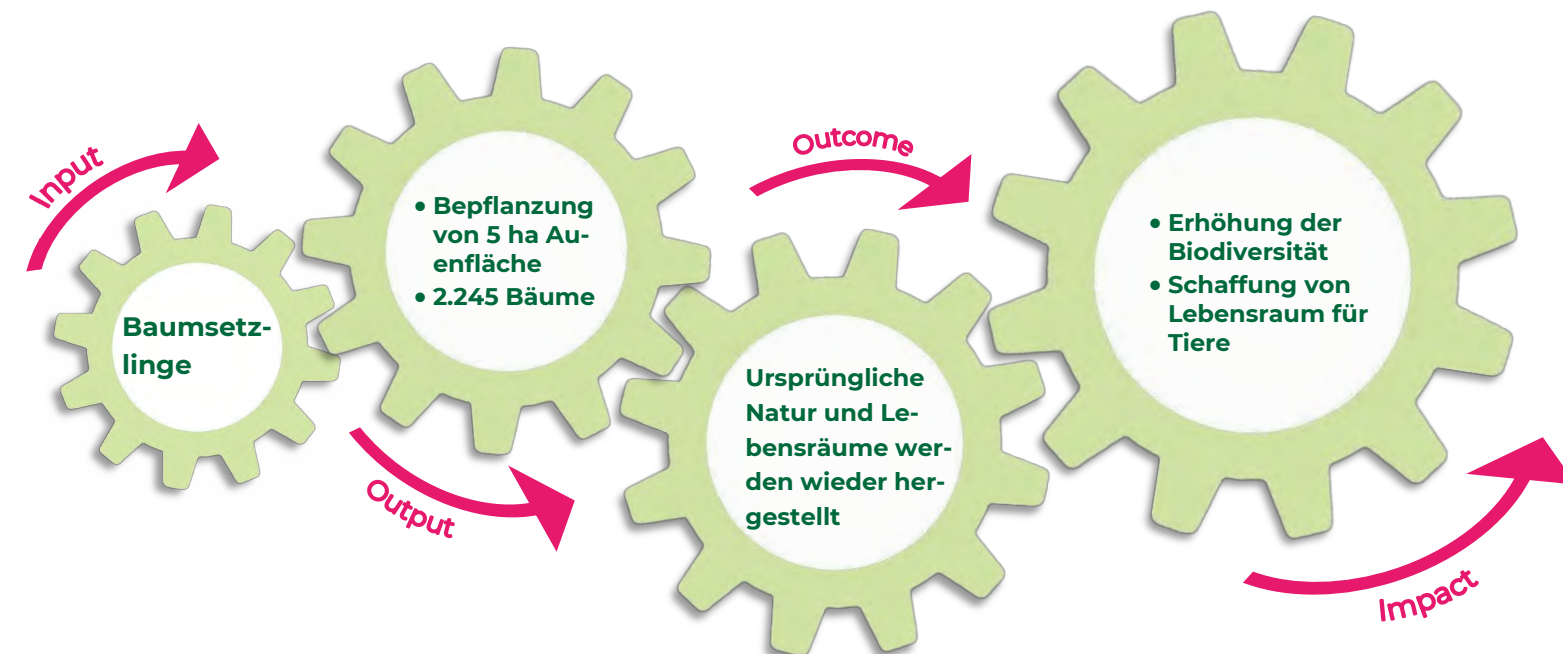 Input
Baumsetz-
linge
Output
• Bepflanzung
von 5 ha Au-
enfläche
• 2.245 Bäume
Outcome
Ursprüngliche
Natur und Le-
bensräume wer-
den wieder her-
gestellt
Impact
• Erhöhung der
Biodiversität
• Schaffung von
Lebensraum für
Tiere